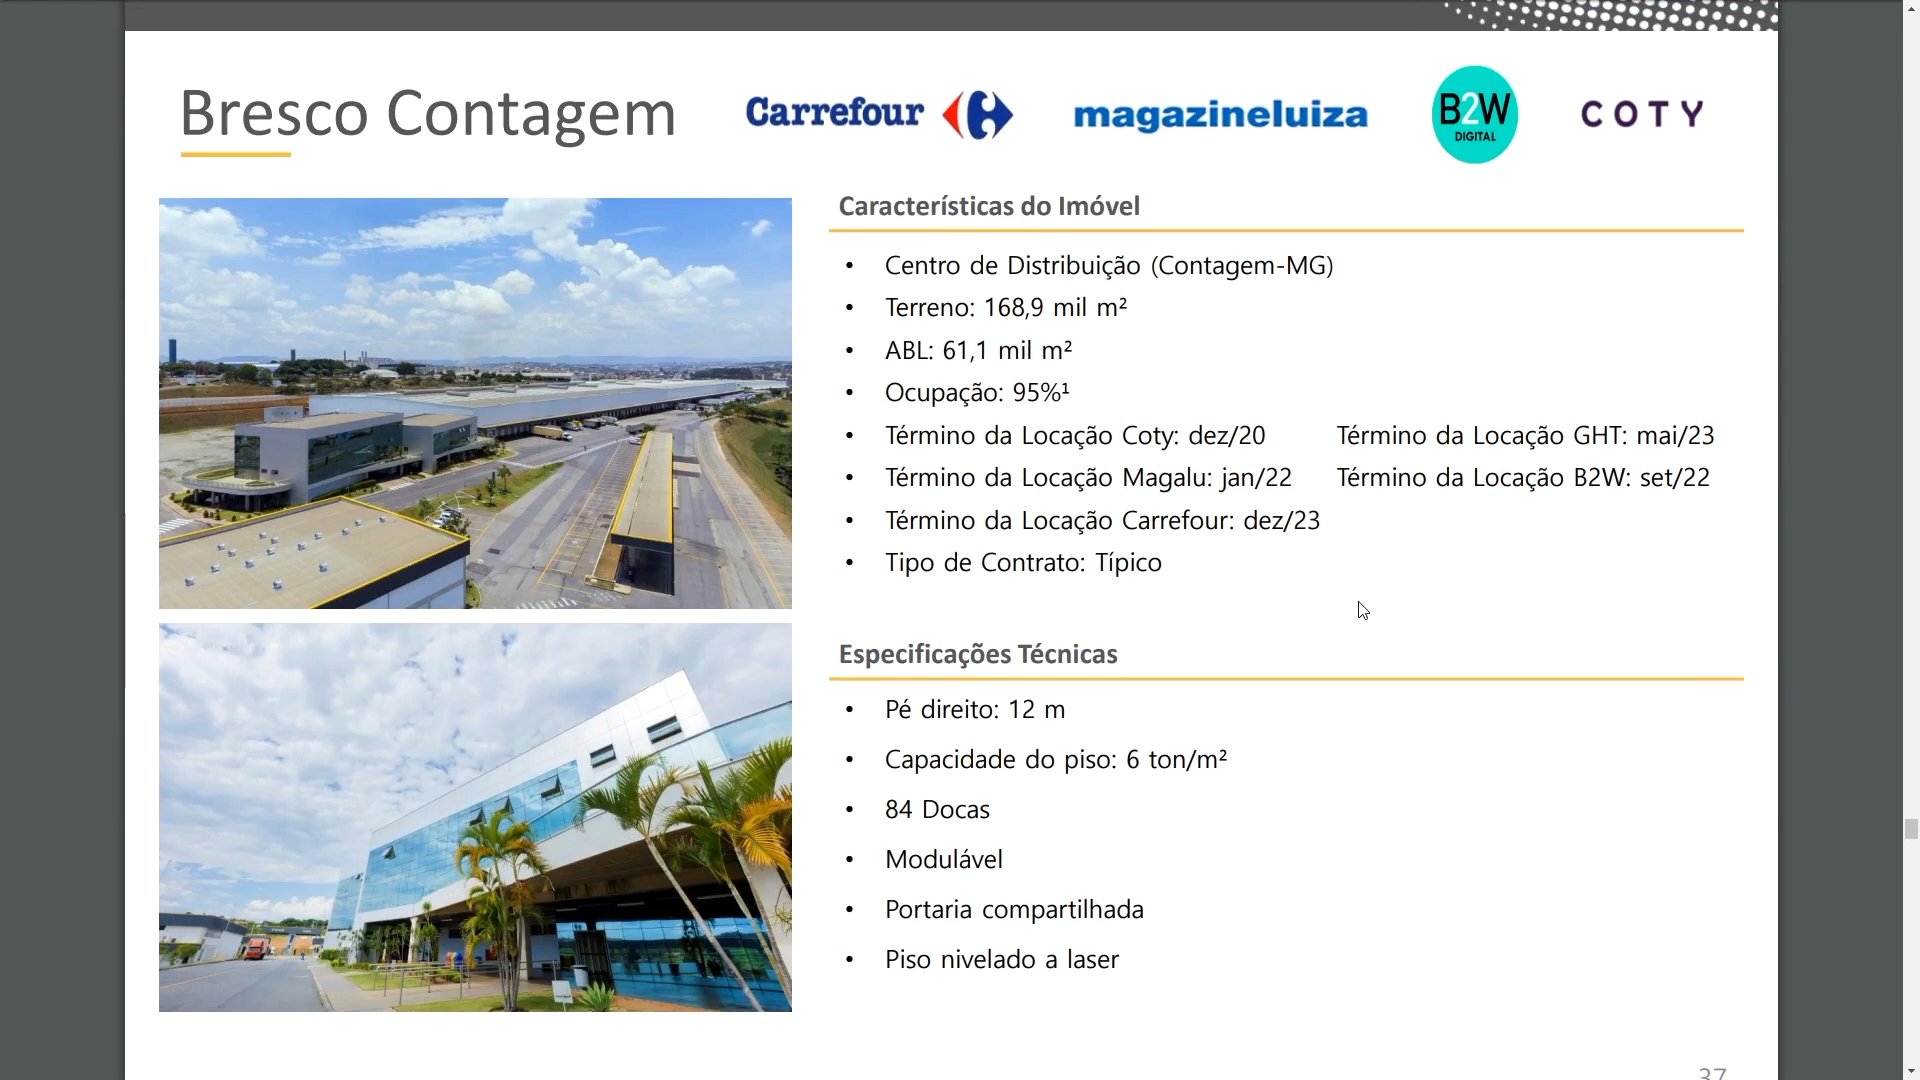 Bresco Contagem
Carrefour
magazineluiza
B2W
DIGITAL
COTY
Características do Imóvel
• Centro de Distribuição (Contagem-MG)
• Terreno: 168,9 mil m²
• ABL: 61,1 mil m²
• Ocupação: 95%¹
• Término da Locação Coty: dez/20 Término da Locação GHT: mai/23
• Término da Locação Magalu: jan/22 Término da Locação B2W: set/22
• Término da Locação Carrefour: dez/23
• Tipo de Contrato: Típico
Especificações Técnicas
• Pé direito: 12 m
• Capacidade do piso: 6 ton/m²
• 84 Docas
• Modulável
• Portaria compartilhada
• Piso nivelado a laser
37